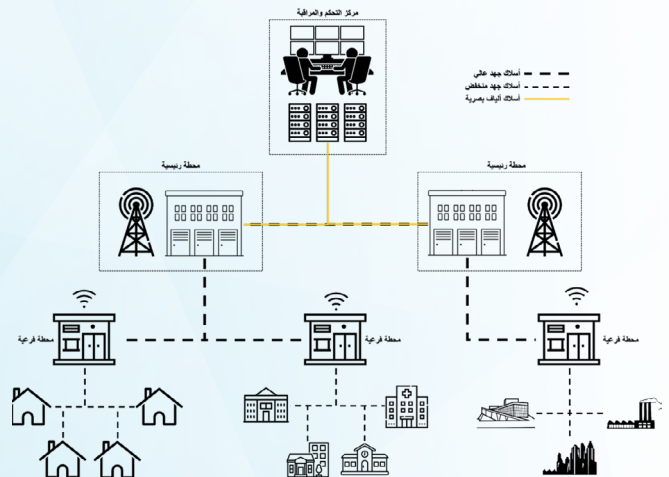 مركز التحكم والمراقبة
أسلاك جهد عالي
أسلاك جهد منخفض
أسلاك ألياف بصرية
محطة رئيسية
محطة رئيسية
محطة فرعية
محطة فرعية
محطة فرعية